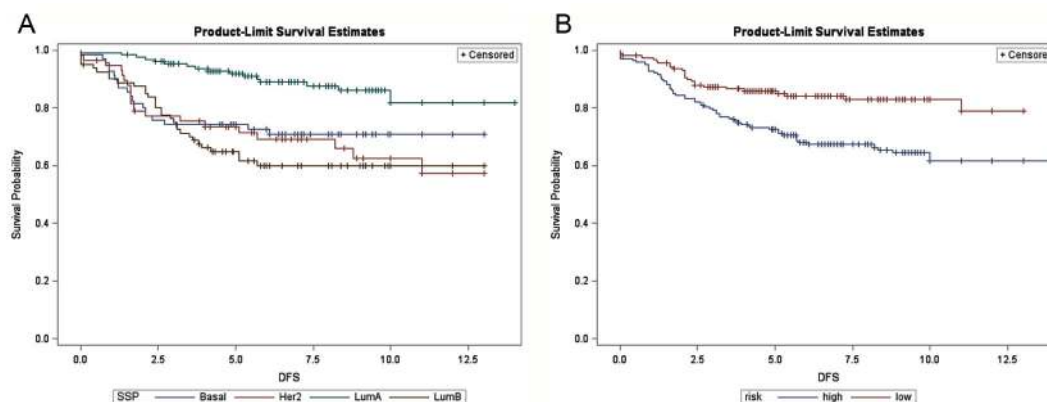 A
Product-Limit Survival Estimates
+ Censored
Survival Probability
1.0
0.8
0.6
0.4
0.2
0.0
0.0 2.5 5.0 7.5 10.0 12.5
DFS
SSP Basal Her2 LumA LumB
B
Product-Limit Survival Estimates
+ Censored
Survival Probability
1.0
0.8
0.6
0.4
0.2
0.0
0.0 2.5 5.0 7.5 10.0 12.5
DFS
risk high low